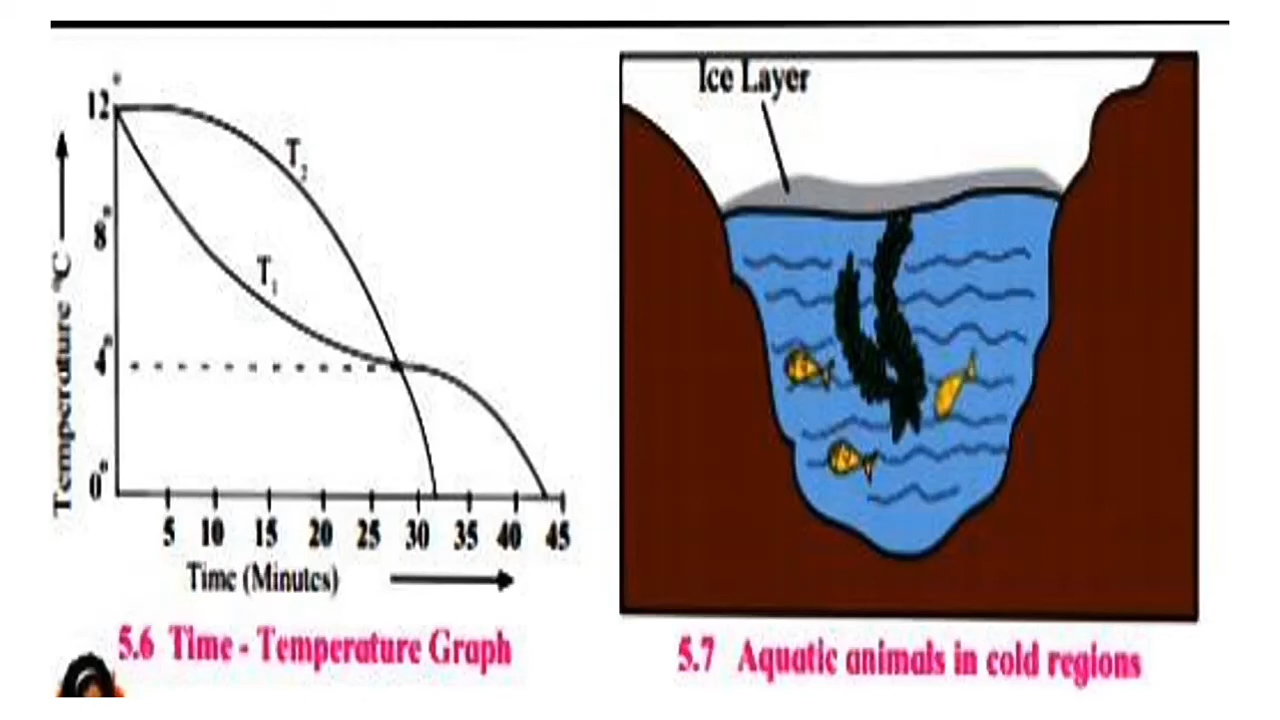 12°
8°
4°
0°
Temperature °C
T₂
T₁
5 10 15 20 25 30 35 40 45
Time (Minutes)
5.6 Time - Temperature Graph
Ice Layer
5.7 Aquatic animals in cold regions